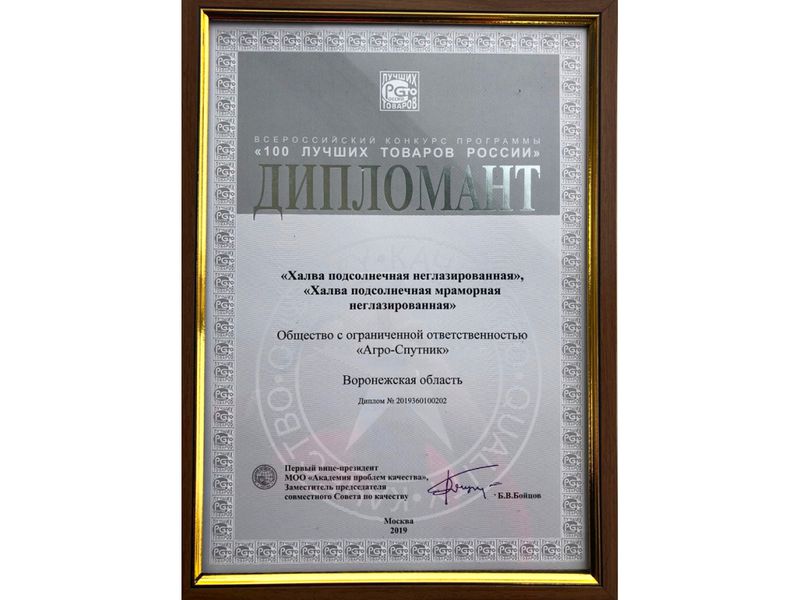 ЛУЧШИХ
РСТО
ТОВАРОВ
ВСЕРОССИЙСКИЙ КОНКУРС ПРОГРАММЫ
«100 ЛУЧШИХ ТОВАРОВ РОССИИ»
ДИПЛОМАНТ
«Халва подсолнечная неглазированная»,
«Халва подсолнечная мраморная
неглазированная»
Общество с ограниченной ответственностью
«Агро-Спутник»
Воронежская область
Диплом № 2019360100202
Первый вице-президент
МОО «Академия проблем качества»,
Заместитель председателя
совместного Совета по качеству
Б.В.Бойцов
Москва
2019